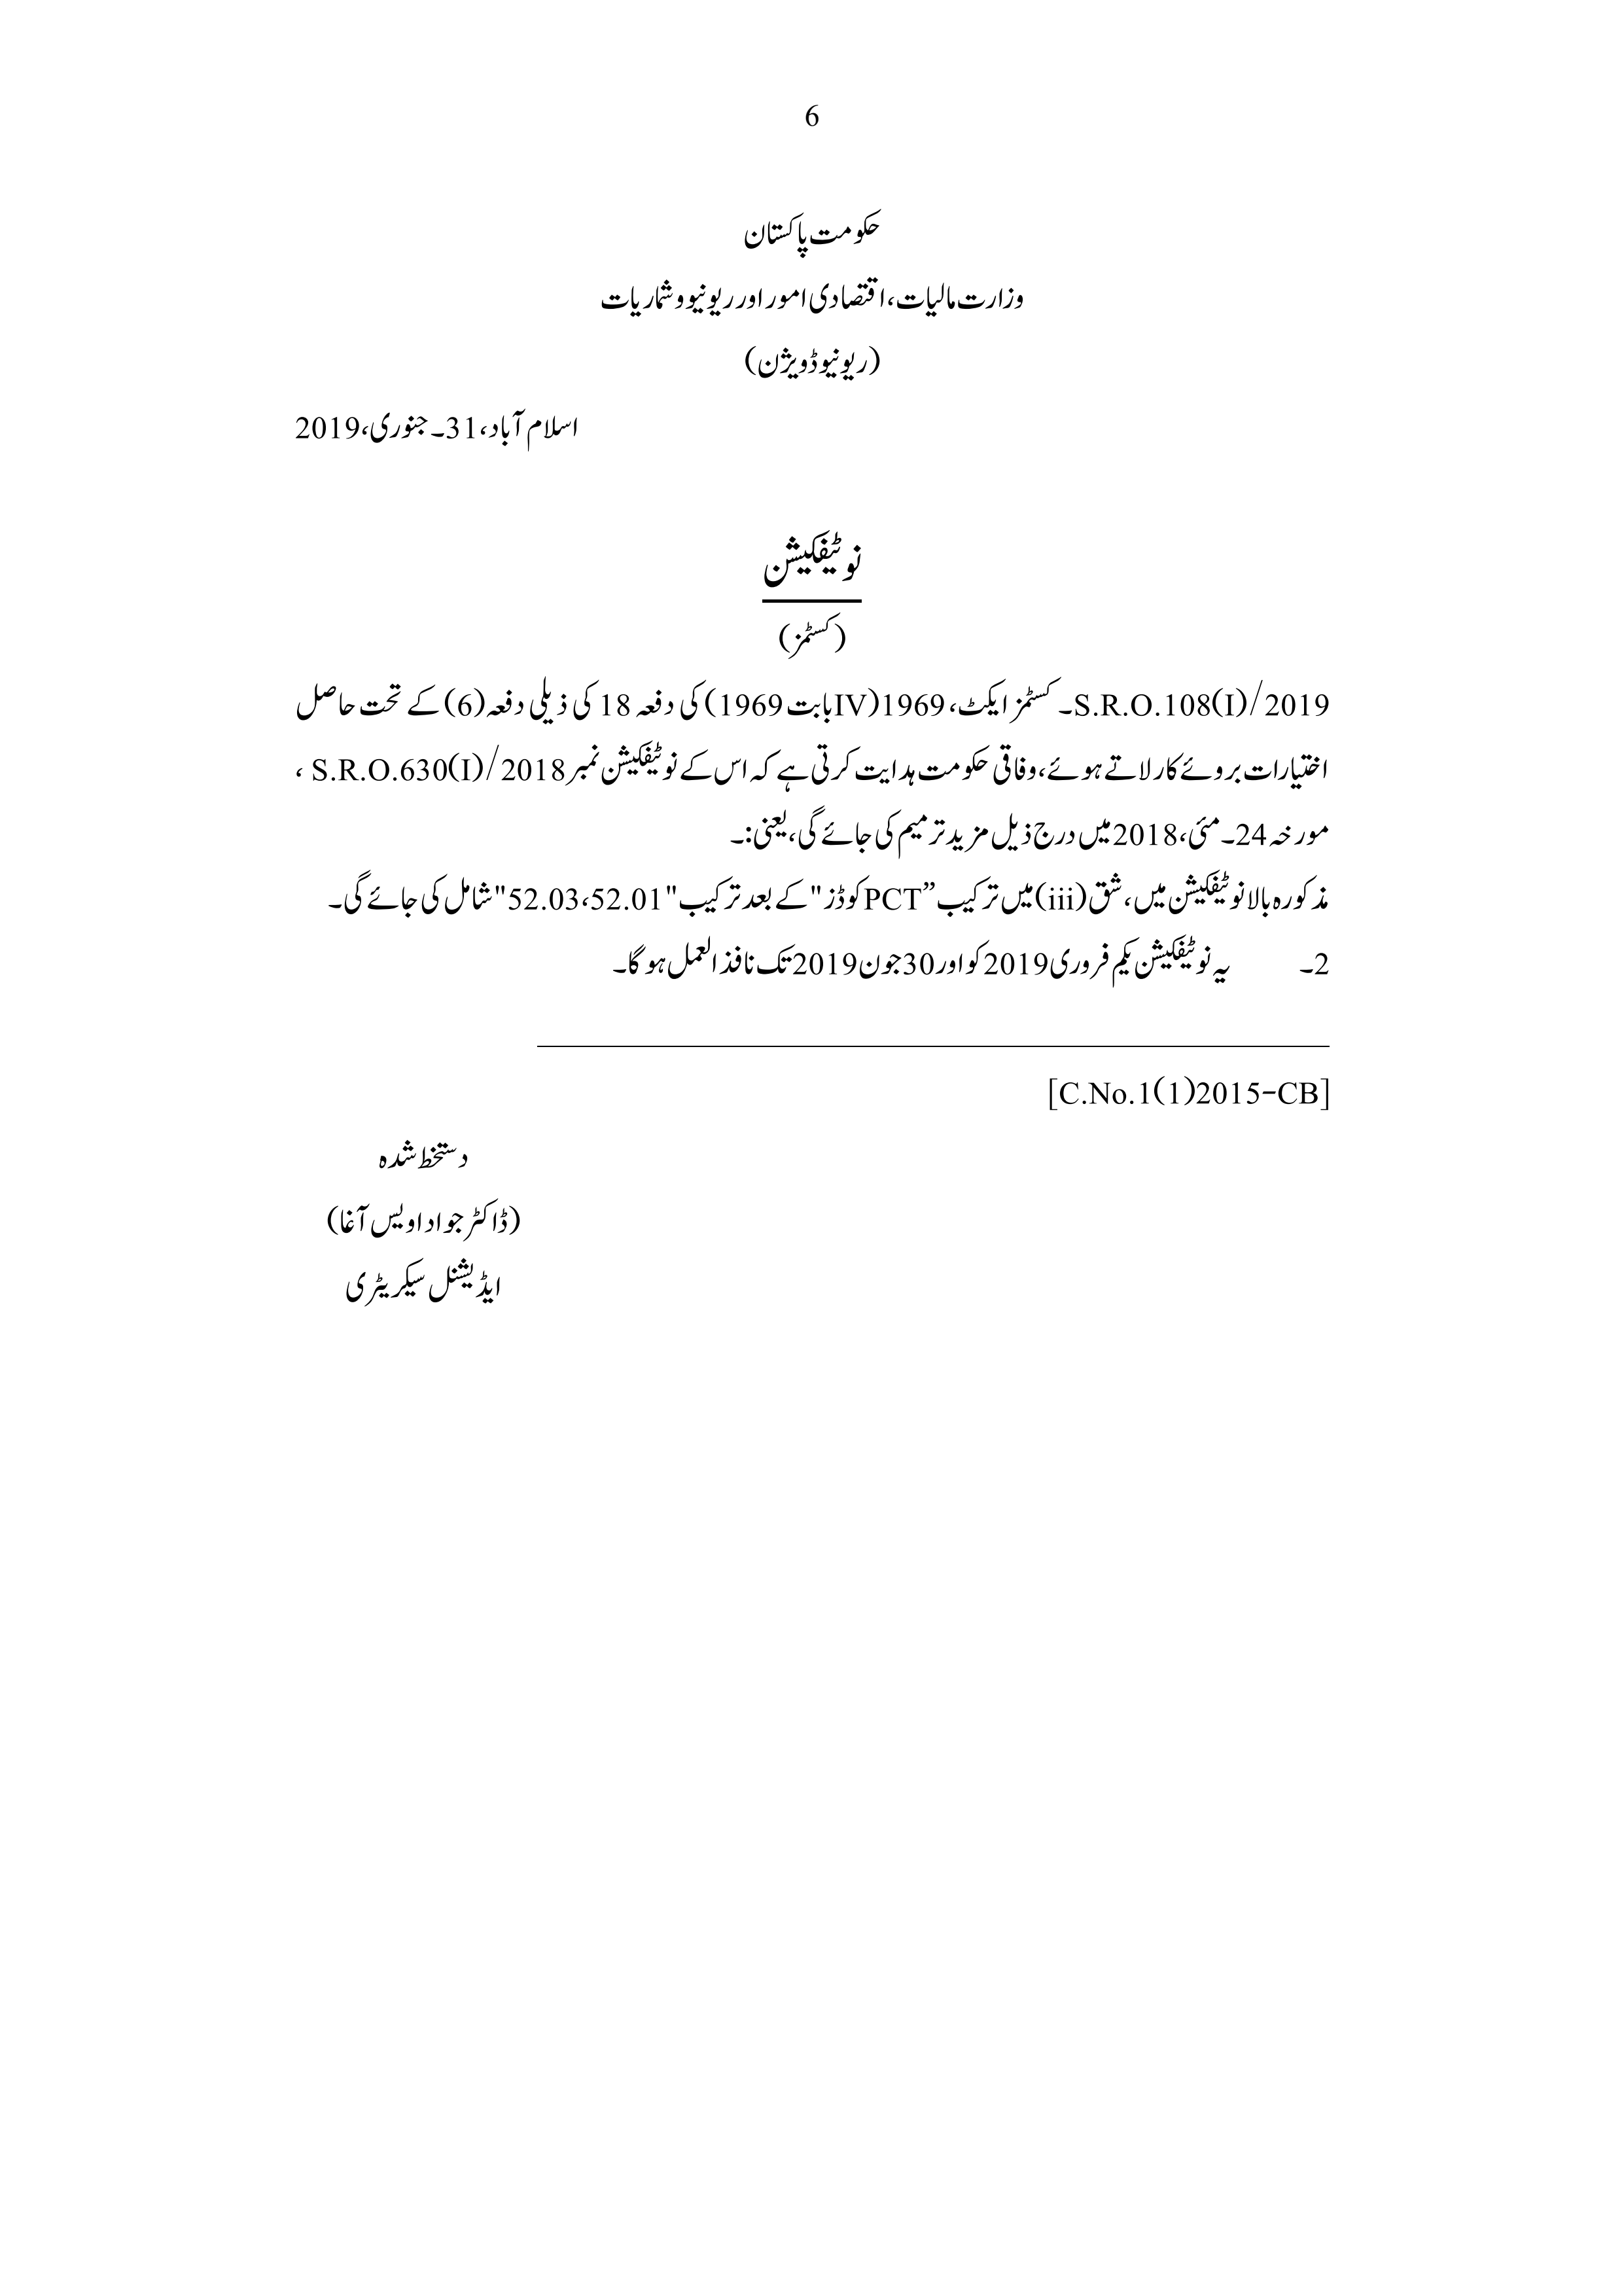 6
حکومت پاکستان
وزارت مالیات، اقتصادی امور اور ریونیو و شماریات
(ریونیو ڈویژن)
اسلام آباد، 31۔جنوری، 2019
نوٹیفکیشن
(کسٹمز)
S.R.O.108(I)/2019۔ کسٹمز ایکٹ، 1969(IVبابت 1969) کی دفعہ 18 کی ذیلی دفعہ (6) کے تحت حاصل
اختیارات بروئے کار لاتے ہوئے، وفاقی حکومت ہدایت کرتی ہے کہ اس کے نوٹیفکیشن نمبر S.R.O.630(I)/2018 ،
مورخہ 24۔مئی، 2018 میں درج ذیل مزید ترمیم کی جائے گی، یعنی:۔
مذکورہ بالا نوٹیفکیشن میں، شق (iii) میں ترکیب ”PCT کوڈز" کے بعد ترکیب "52.01،52.03" شامل کی جائے گی۔
2۔ یہ نوٹیفکیشن یکم فروری 2019 کو اور 30 جون 2019 تک نافذ العمل ہو گا۔
[C.No.1(1)2015-CB]
دستخط شدہ
(ڈاکٹر جواد اویس آغا)
ایڈیشنل سیکریٹری